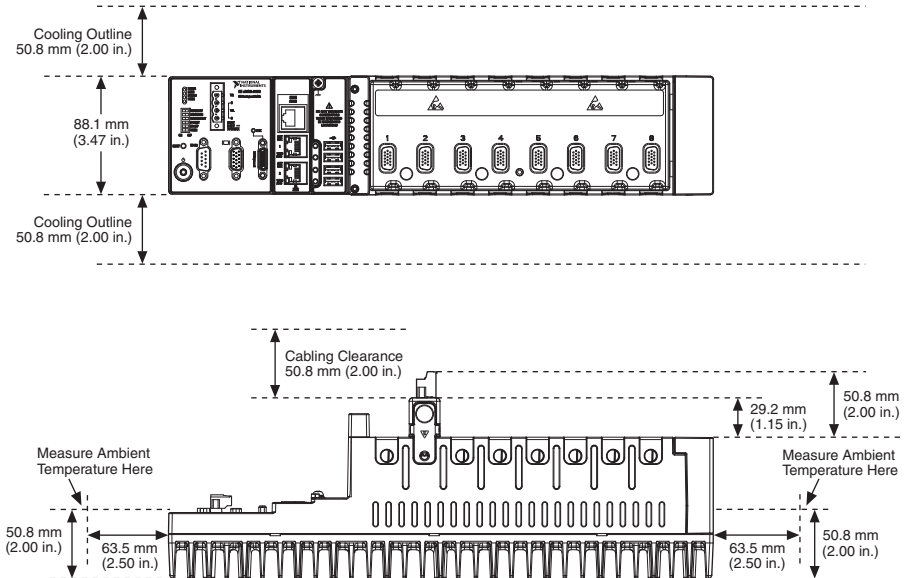 Cooling Outline
50.8 mm (2.00 in.)
88.1 mm
(3.47 in.)
Cooling Outline
50.8 mm (2.00 in.)
NATIONAL
INSTRUMENTS
1 2 3 4 5 6 7 8
Cabling Clearance
50.8 mm (2.00 in.)
50.8 mm
(2.00 in.)
29.2 mm
(1.15 in.)
Measure Ambient
Temperature Here
Measure Ambient
Temperature Here
50.8 mm
(2.00 in.)
63.5 mm
(2.50 in.)
63.5 mm
(2.50 in.)
50.8 mm
(2.00 in.)